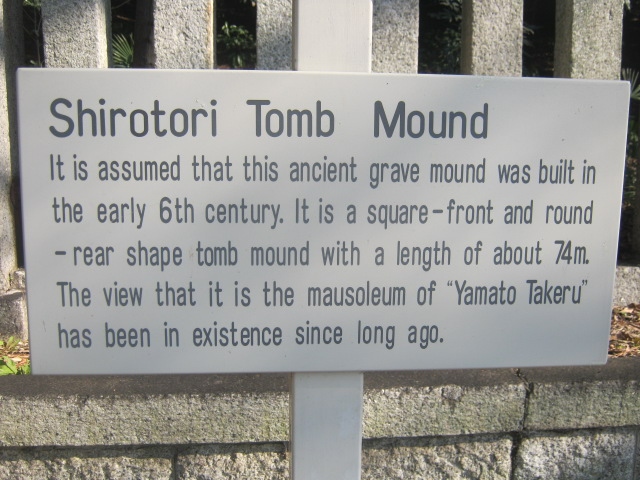 Shirotori Tomb Mound
It is assumed that this ancient grave mound was built in
the early 6th century. It is a square-front and round
-rear shape tomb mound with a length of about 74m.
The view that it is the mausoleum of "Yamato Takeru"
has been in existence since long ago.